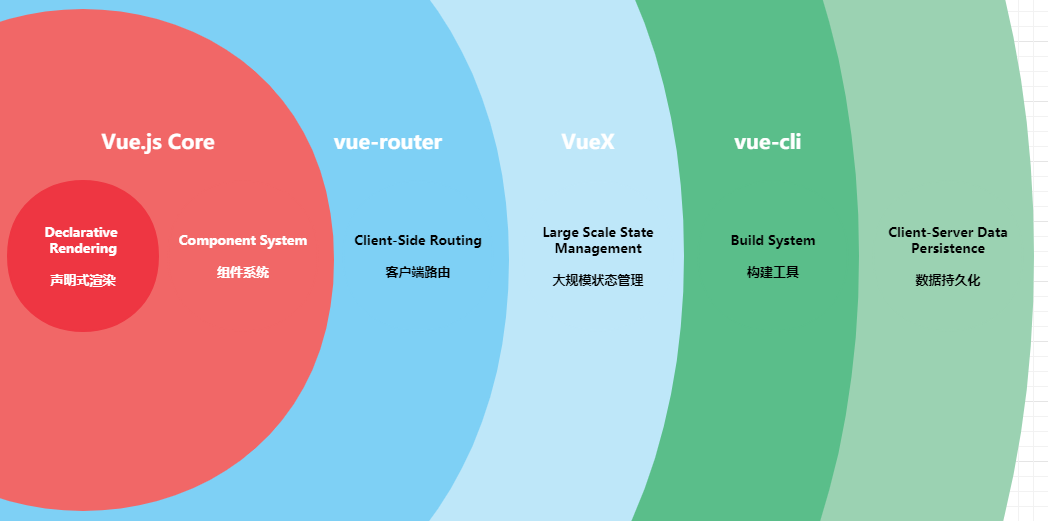 Vue.js Core
vue-router
VueX
vue-cli
Declarative
Rendering
声明式渲染
Component System
组件系统
Client-Side Routing
客户端路由
Large Scale State
Management
大规模状态管理
Build System
构建工具
Client-Server Data
Persistence
数据持久化